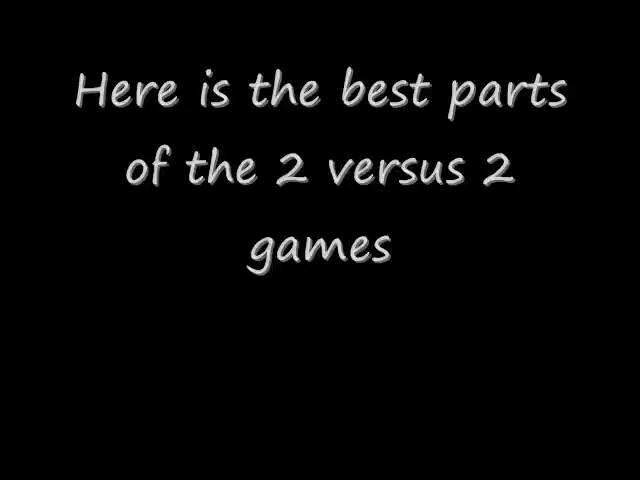 Here is the best parts
of the 2 versus 2
games